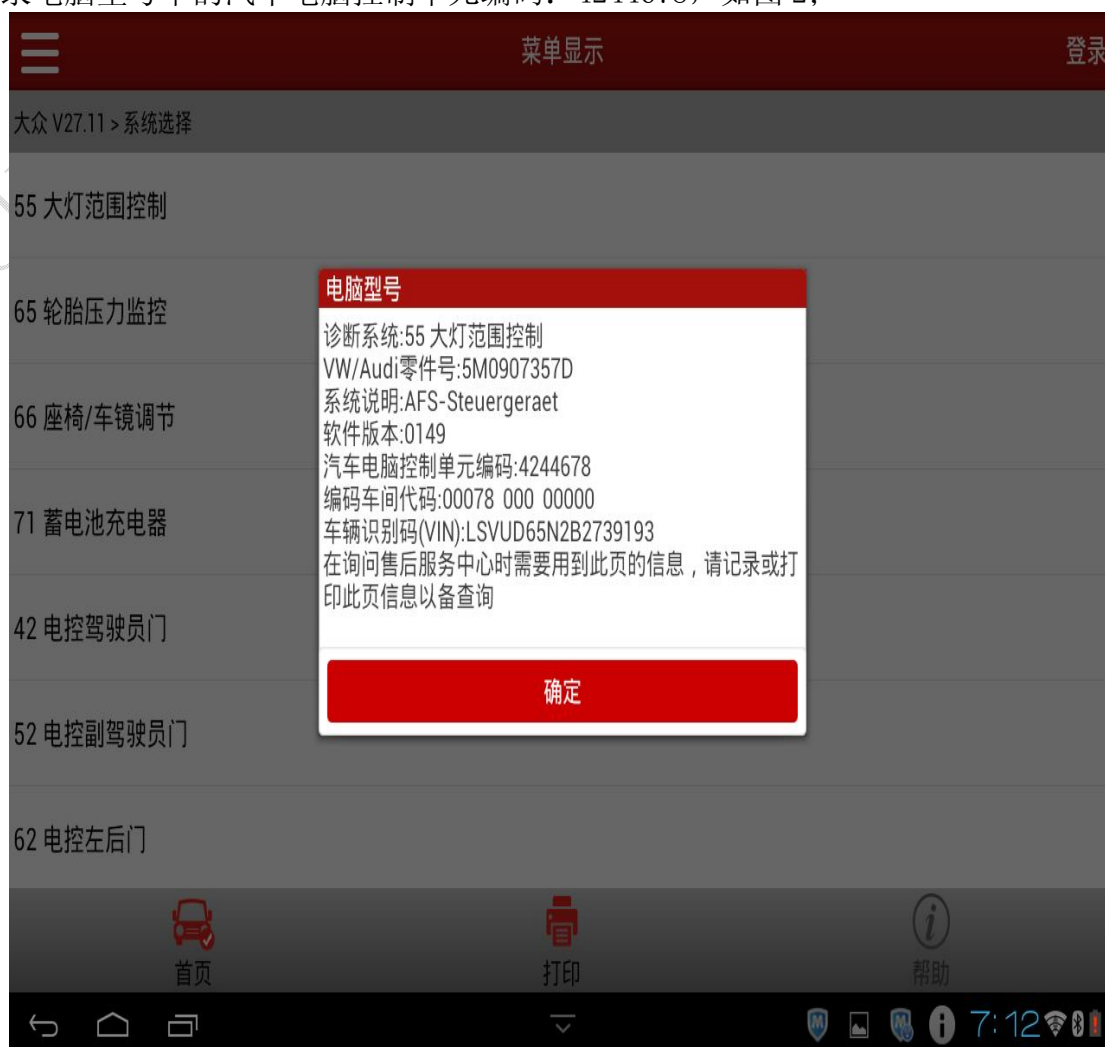 电脑型号中的汽车电脑控制单元编码：4244678，如图 2；
菜单显示
登录
大众 V27.11 > 系统选择
55 大灯范围控制
65 轮胎压力监控
66 座椅/车镜调节
71 蓄电池充电器
42 电控驾驶员门
52 电控副驾驶员门
62 电控左后门
电脑型号
诊断系统:55 大灯范围控制
VW/Audi零件号:5M0907357D
系统说明:AFS-Steuergeraet
软件版本:0149
汽车电脑控制单元编码:4244678
编码车间代码:00078 000 00000
车辆识别码(VIN):LSVUD65N2B2739193
在询问售后服务中心时需要用到此页的信息，请记录或打
印此页信息以备查询
确定
首页
打印
帮助
7:12